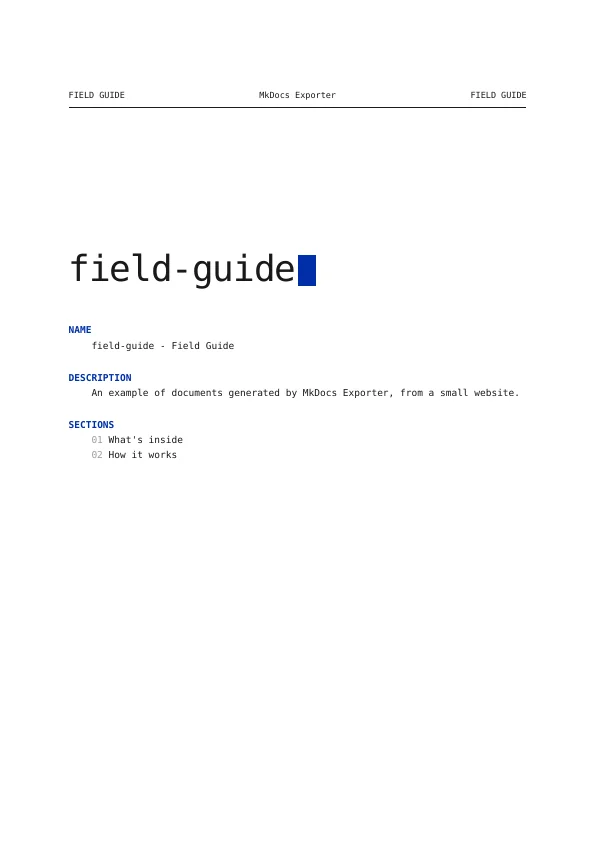 FIELD GUIDE MkDocs Exporter FIELD GUIDE
field-guide
NAME
field-guide - Field Guide
DESCRIPTION
An example of documents generated by MkDocs Exporter, from a small website.
SECTIONS
01 What's inside
02 How it works